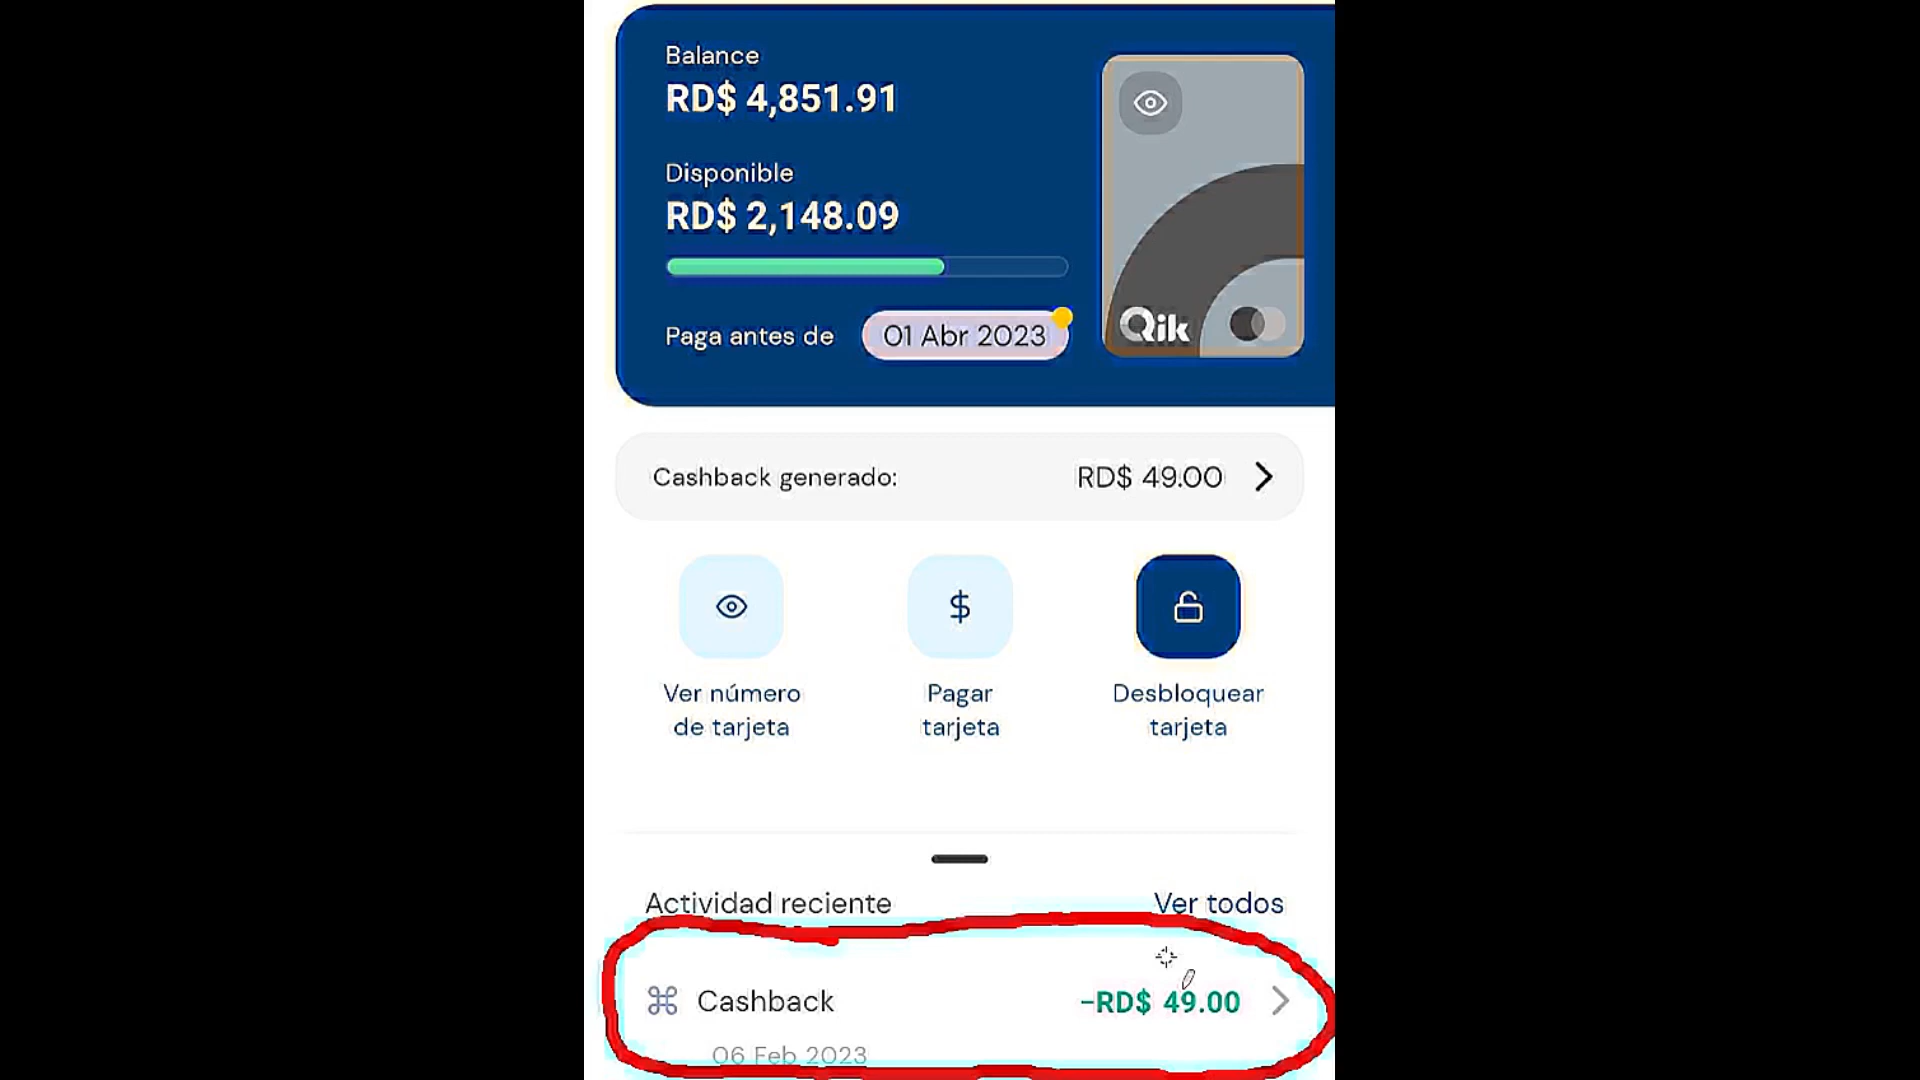 Balance
RD$ 4,851.91
Disponible
RD$ 2,148.09
Paga antes de 01 Abr 2023
Qik
Cashback generado: RD$ 49.00
Ver número
de tarjeta
Pagar
tarjeta
Desbloquear
tarjeta
Actividad reciente Ver todos
Cashback -RD$ 49.00
06 Feb 2023